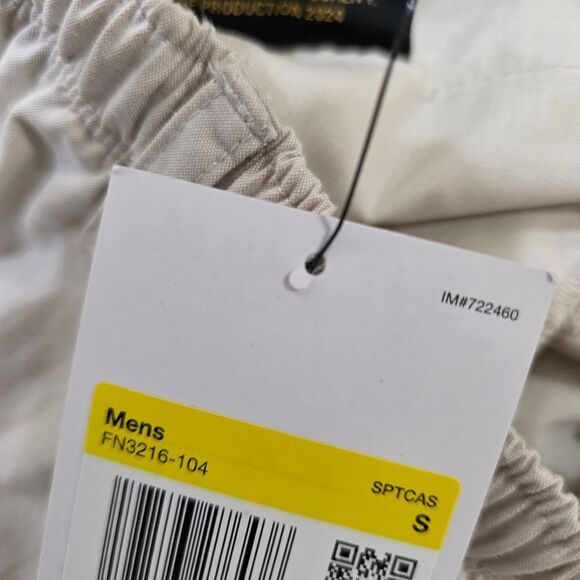 PRODUCTION 2024
IM#722460
Mens
FN3216-104
SPTCAS
S